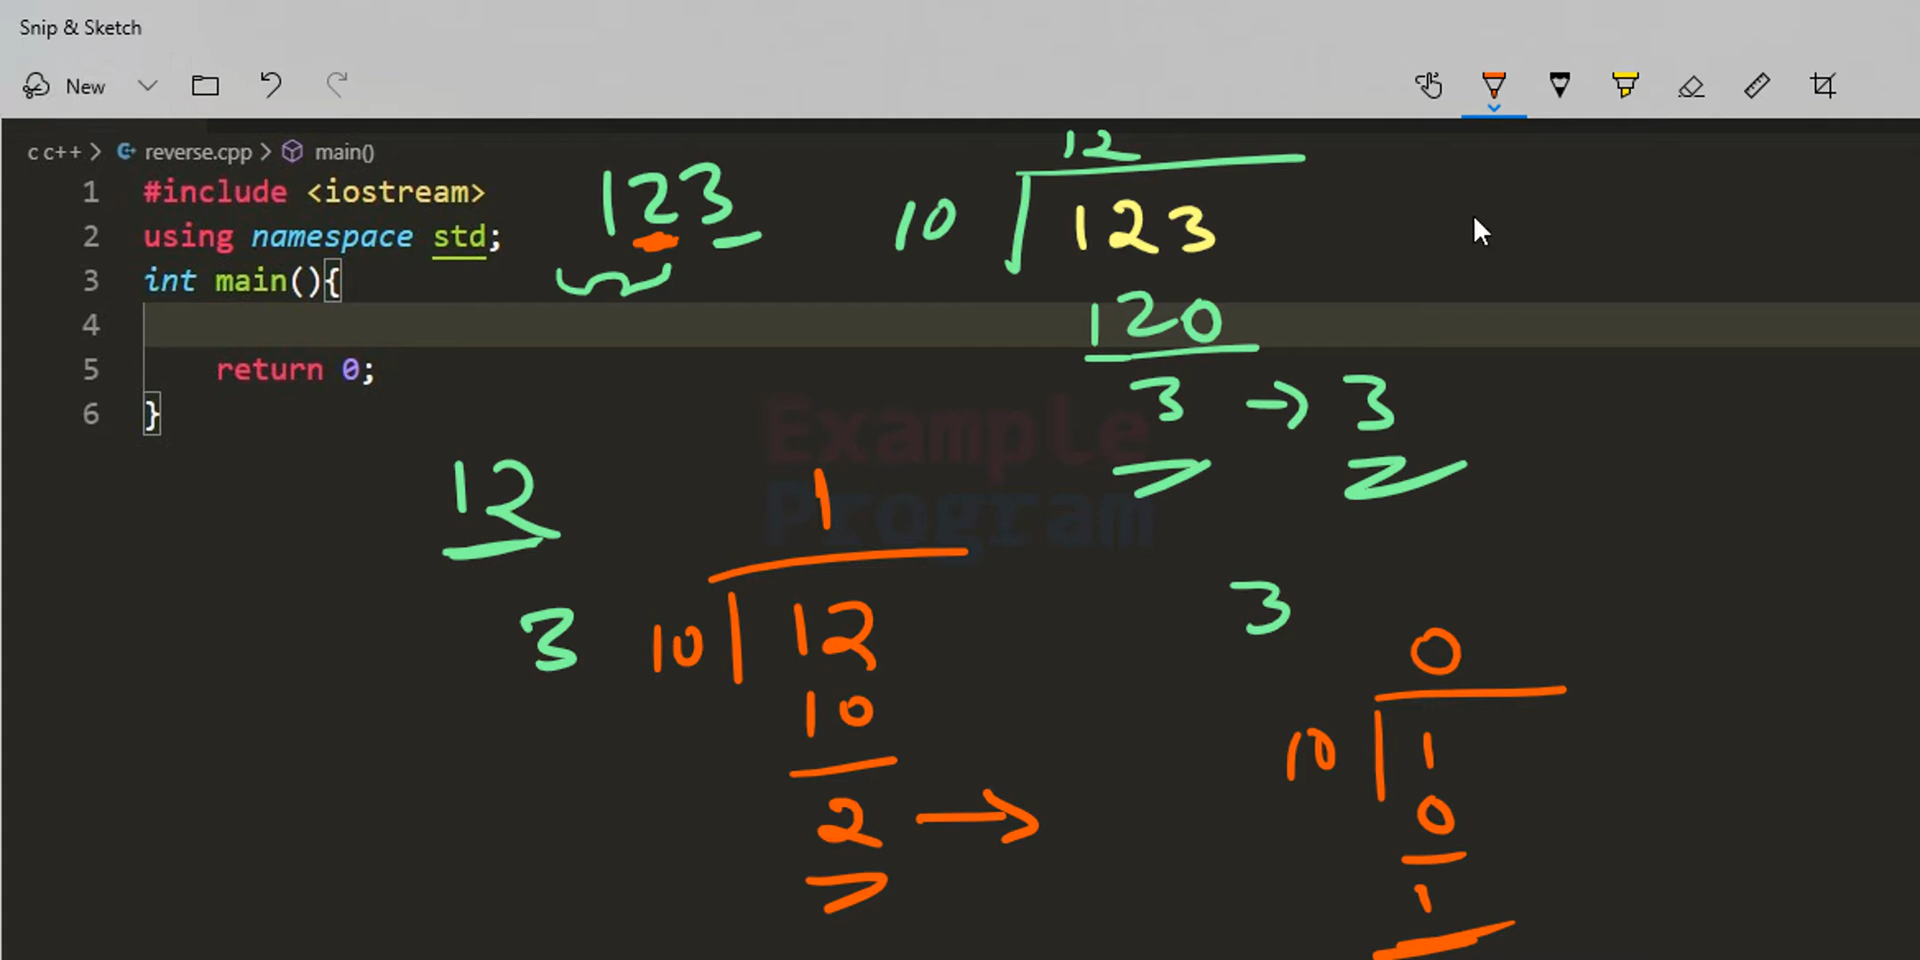 Snip & Sketch
New
c c++ > reverse.cpp > main()
1 #include <iostream>
2 using namespace std;
3 int main(){
4
5 return 0;
6 }
123
12
10 123
120
3 → 3
Example
Program
12
3
1
10 12
10
2 →
3
0
10 1
0
1